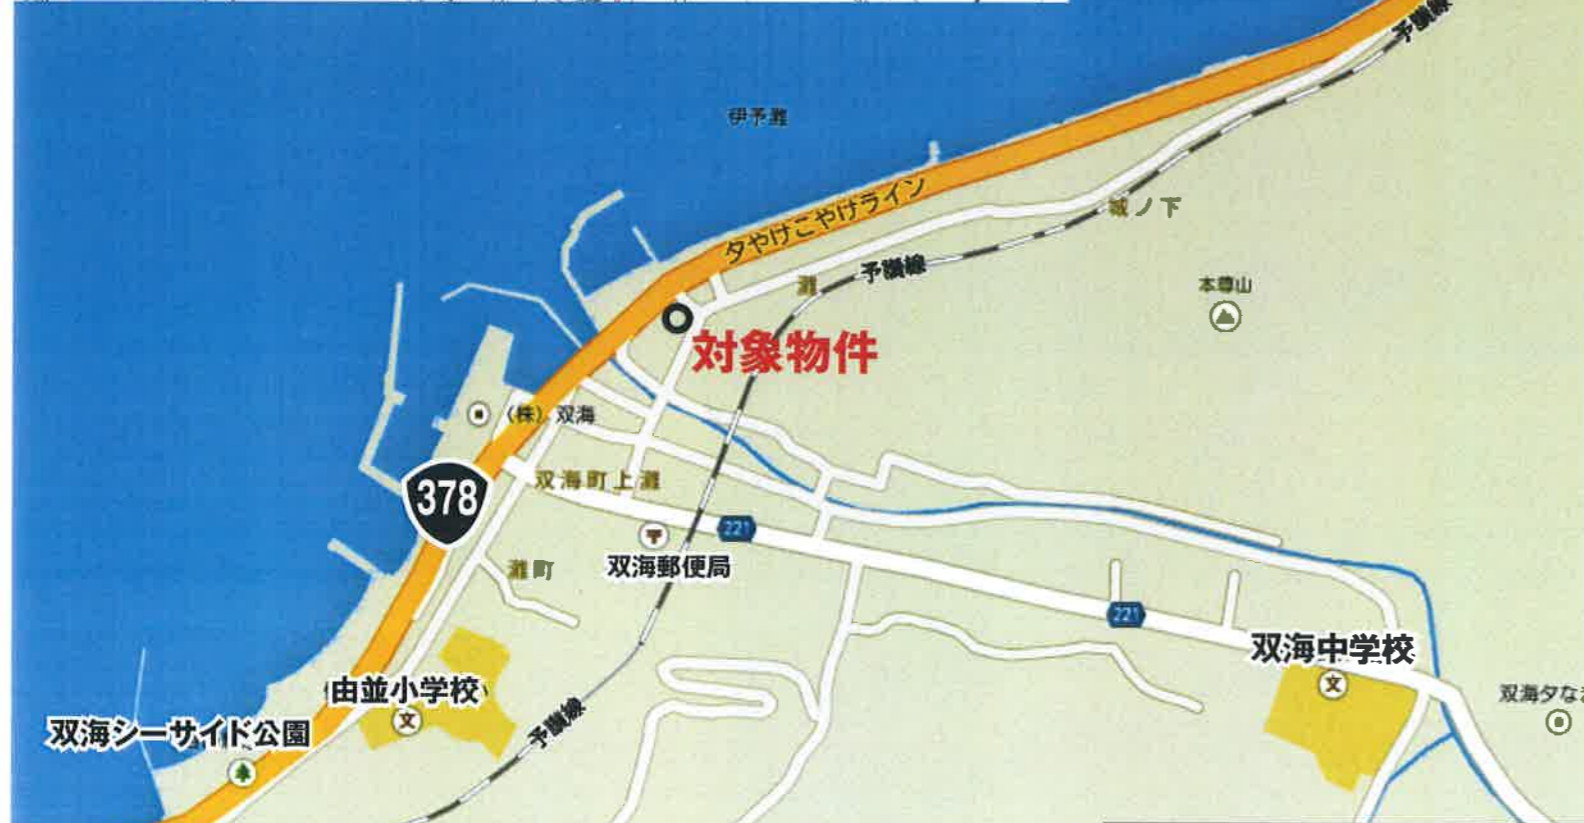 予讃線
伊予灘
夕やけこやけライン
城ノ下
予讃線
灘
本尊山
対象物件
(株)双海
双海町上灘
378
221
双海郵便局
灘町
221
双海中学校
由並小学校
双海夕な
双海シーサイド公園
予讃線